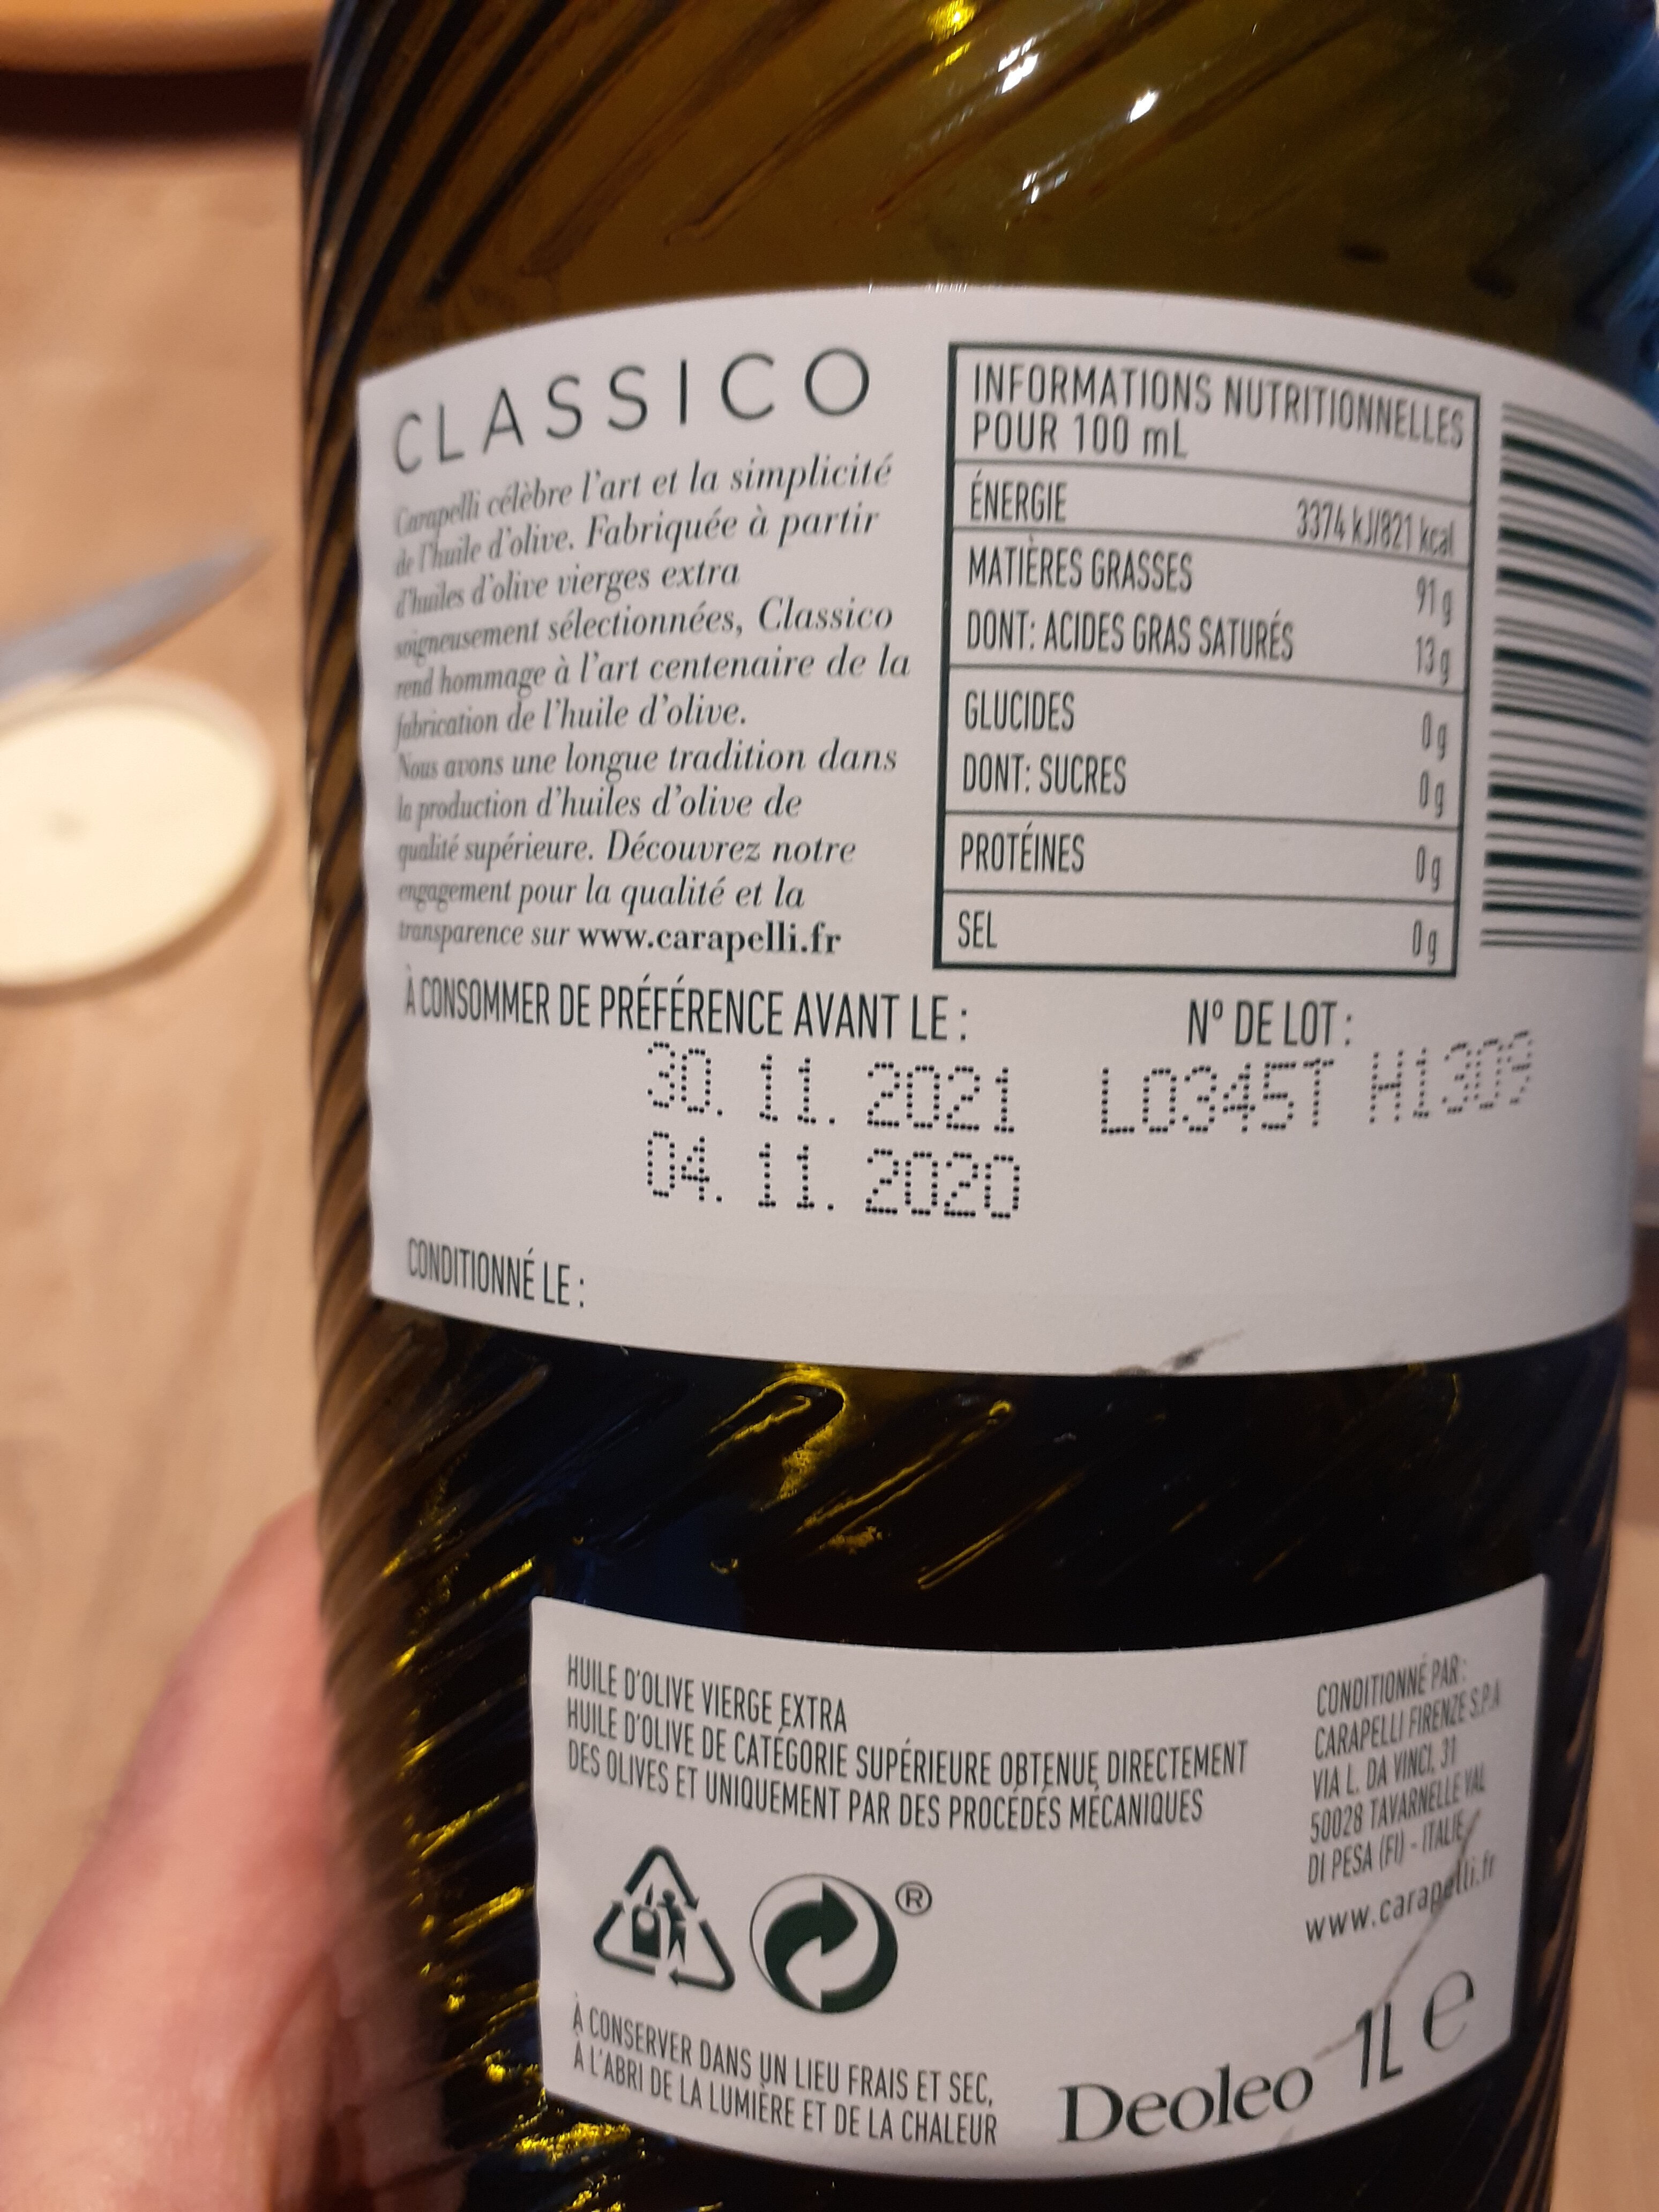 CLASSICO
Carapelli célèbre l'art et la simplicité
de l'huile d'olive. Fabriquée à partir
d'huiles d'olive vierges extra
soigneusement sélectionnées, Classico
rend hommage à l'art centenaire de la
fabrication de l'huile d'olive.
Nous avons une longue tradition dans
la production d'huiles d'olive de
qualité supérieure. Découvrez notre
engagement pour la qualité et la
transparence sur www.carapelli.fr
INFORMATIONS NUTRITIONNELLES
POUR 100 mL
ÉNERGIE 3374 kJ/821 kcal
MATIÈRES GRASSES 91 g
DONT: ACIDES GRAS SATURÉS 13 g
GLUCIDES 0 g
DONT: SUCRES 0 g
PROTÉINES 0 g
SEL 0 g
À CONSOMMER DE PRÉFÉRENCE AVANT LE : N° DE LOT :
30. 11. 2021 L0345T
04. 11. 2020
CONDITIONNÉ LE :
HUILE D'OLIVE VIERGE EXTRA
HUILE D'OLIVE DE CATÉGORIE SUPÉRIEURE OBTENUE DIRECTEMENT
DES OLIVES ET UNIQUEMENT PAR DES PROCÉDÉS MÉCANIQUES
CONDITIONNÉ PAR :
CARAPELLI FIRENZE S.P.A
VIA L. DA VINCI, 31
50028 TAVARNELLE VAL
DI PESA (FI) - ITALIE
www.carapelli.fr
®
À CONSERVER DANS UN LIEU FRAIS ET SEC,
À L'ABRI DE LA LUMIÈRE ET DE LA CHALEUR
Deoleo 1L e